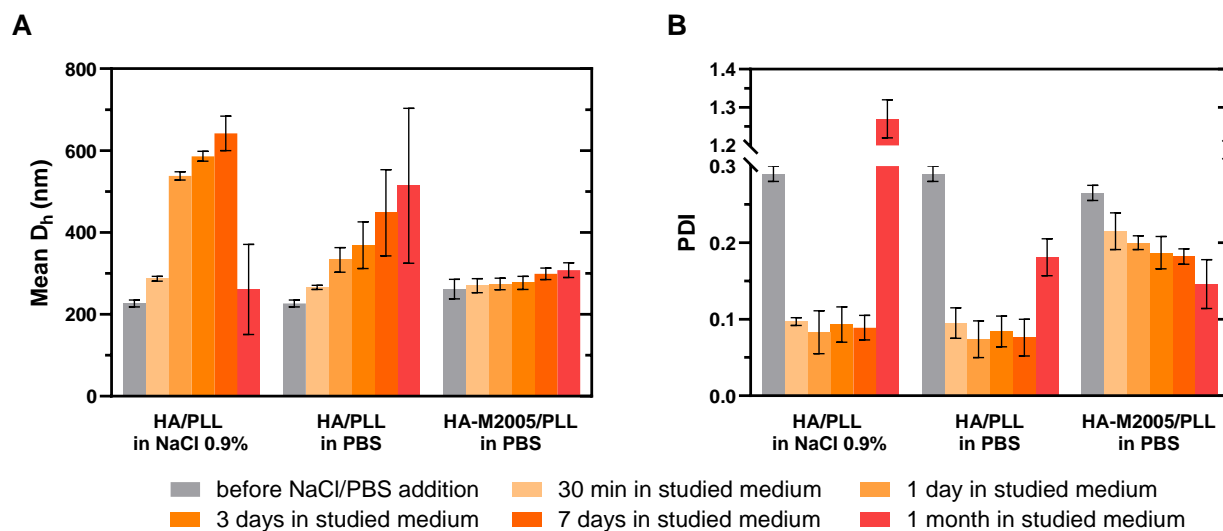 A
B
Mean Dh (nm)
800
600
400
200
0
HA/PLL
in NaCl 0.9%
HA/PLL
in PBS
HA-M2005/PLL
in PBS
PDI
1.4
1.3
1.2
0.3
0.2
0.1
0.0
HA/PLL
in NaCl 0.9%
HA/PLL
in PBS
HA-M2005/PLL
in PBS
before NaCl/PBS addition
30 min in studied medium
1 day in studied medium
3 days in studied medium
7 days in studied medium
1 month in studied medium